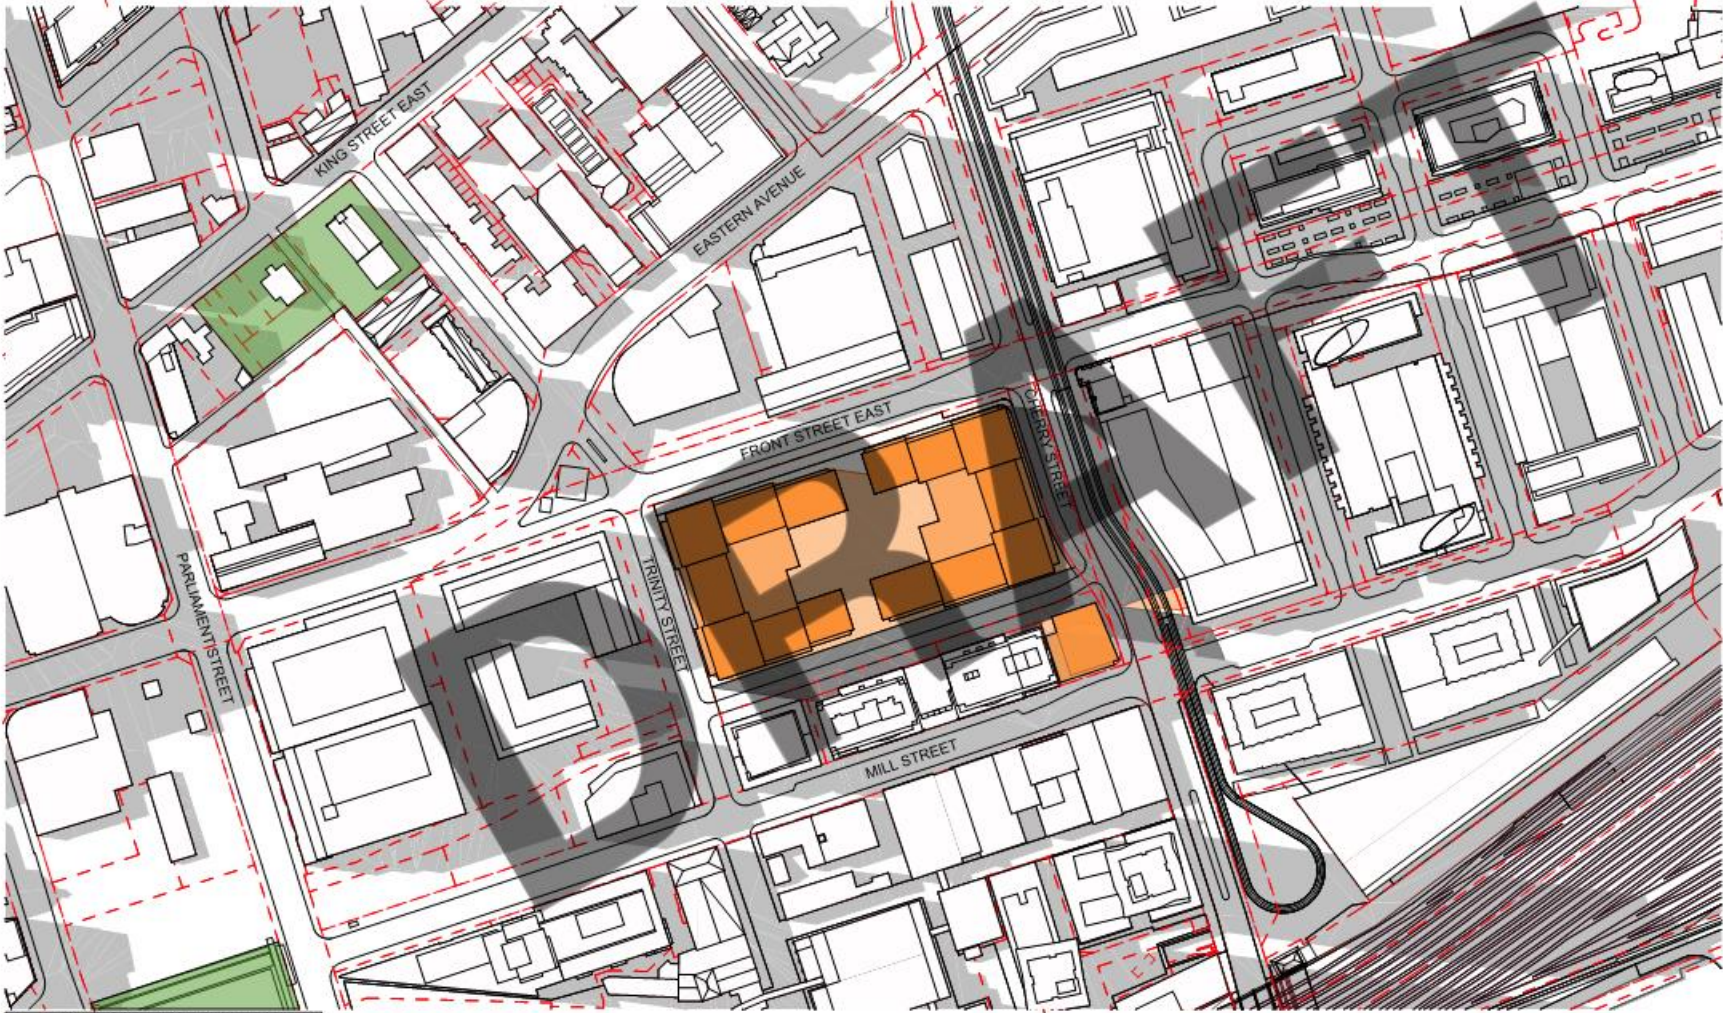 KING STREET EAST
EASTERN AVENUE
FRONT STREET EAST
CHERRY STREET
TRINITY STREET
PARLIAMENT STREET
MILL STREET
DRAFT